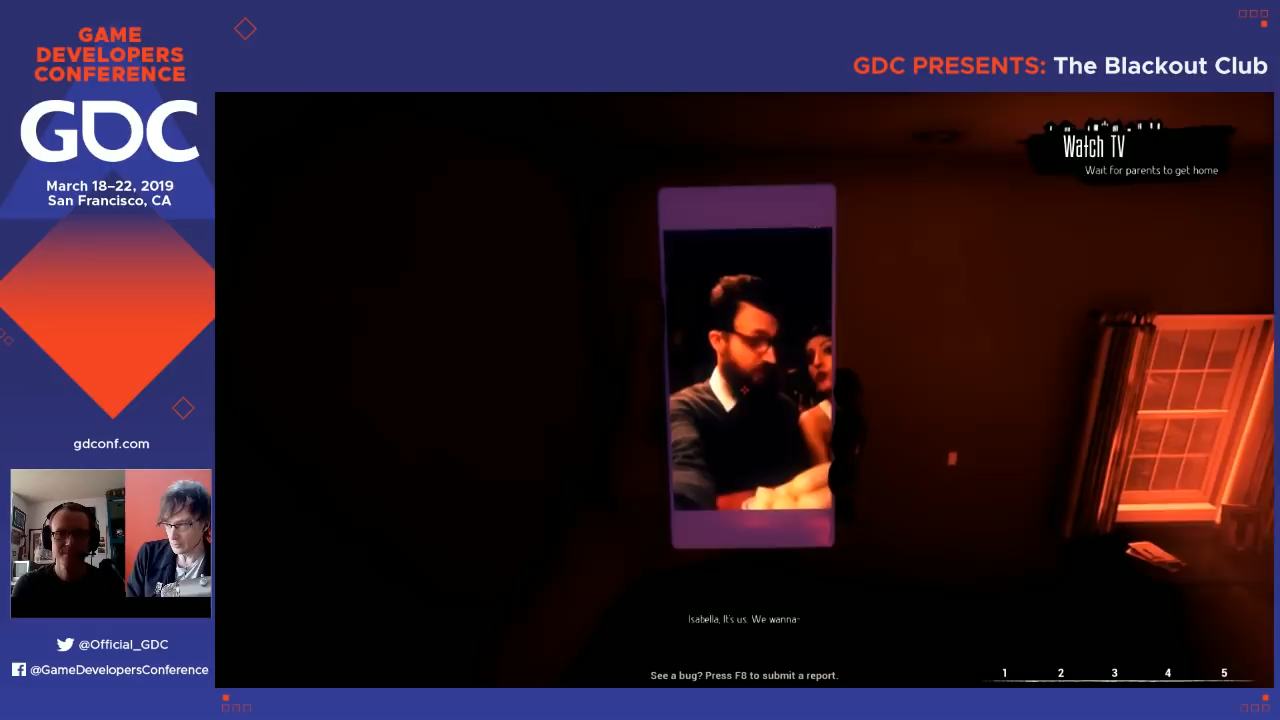 GAME
DEVELOPERS
CONFERENCE
GDC
March 18–22, 2019
San Francisco, CA
gdconf.com
@Official_GDC
@GameDevelopersConference
GDC PRESENTS: The Blackout Club
Watch TV
Wait for parents to get home
Isabella, It's us. We wanna-
See a bug? Press F8 to submit a report.
1 2 3 4 5